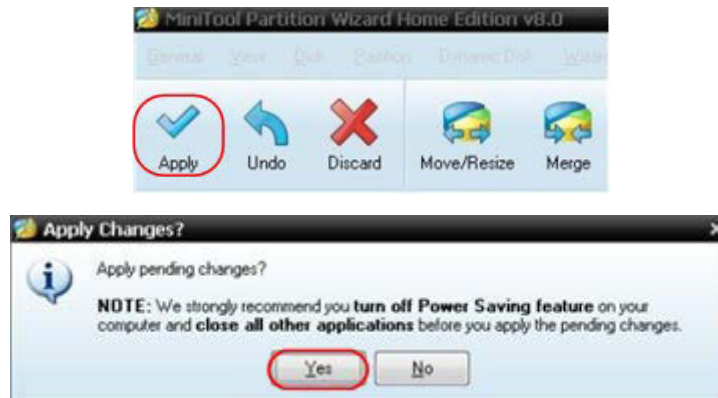 MiniTool Partition Wizard Home Edition v8.0
General View Disk Partition Dynamic Disk
Apply Undo Discard Move/Resize Merge
Apply Changes?
Apply pending changes?
NOTE: We strongly recommend you turn off Power Saving feature on your
computer and close all other applications before you apply the pending changes.
Yes No